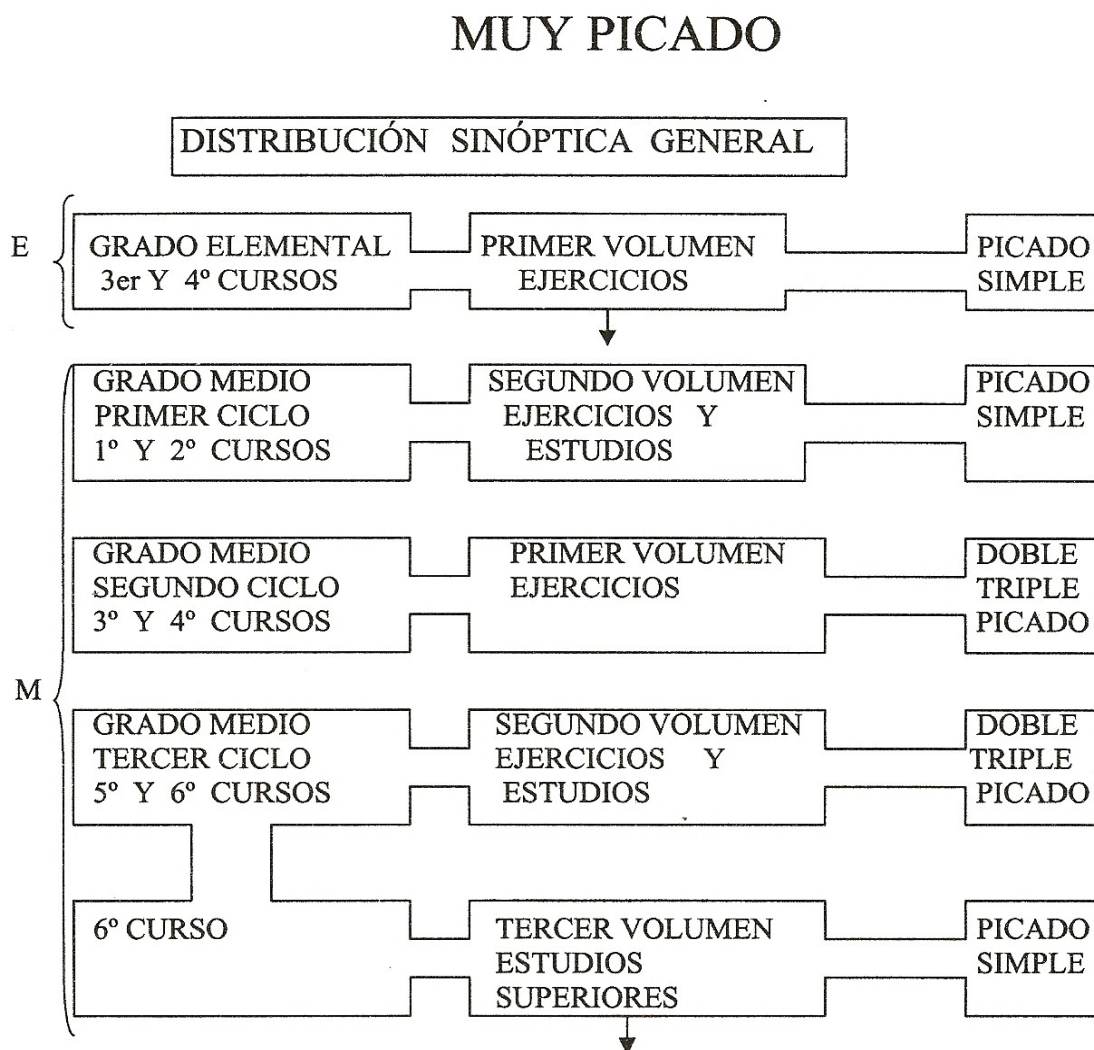 MUY PICADO
DISTRIBUCIÓN SINÓPTICA GENERAL
E
GRADO ELEMENTAL
3er Y 4º CURSOS
PRIMER VOLUMEN
EJERCICIOS
PICADO
SIMPLE
M
GRADO MEDIO
PRIMER CICLO
1º Y 2º CURSOS
SEGUNDO VOLUMEN
EJERCICIOS Y
ESTUDIOS
PICADO
SIMPLE
GRADO MEDIO
SEGUNDO CICLO
3º Y 4º CURSOS
PRIMER VOLUMEN
EJERCICIOS
DOBLE
TRIPLE
PICADO
GRADO MEDIO
TERCER CICLO
5º Y 6º CURSOS
SEGUNDO VOLUMEN
EJERCICIOS Y
ESTUDIOS
DOBLE
TRIPLE
PICADO
6º CURSO
TERCER VOLUMEN
ESTUDIOS
SUPERIORES
PICADO
SIMPLE